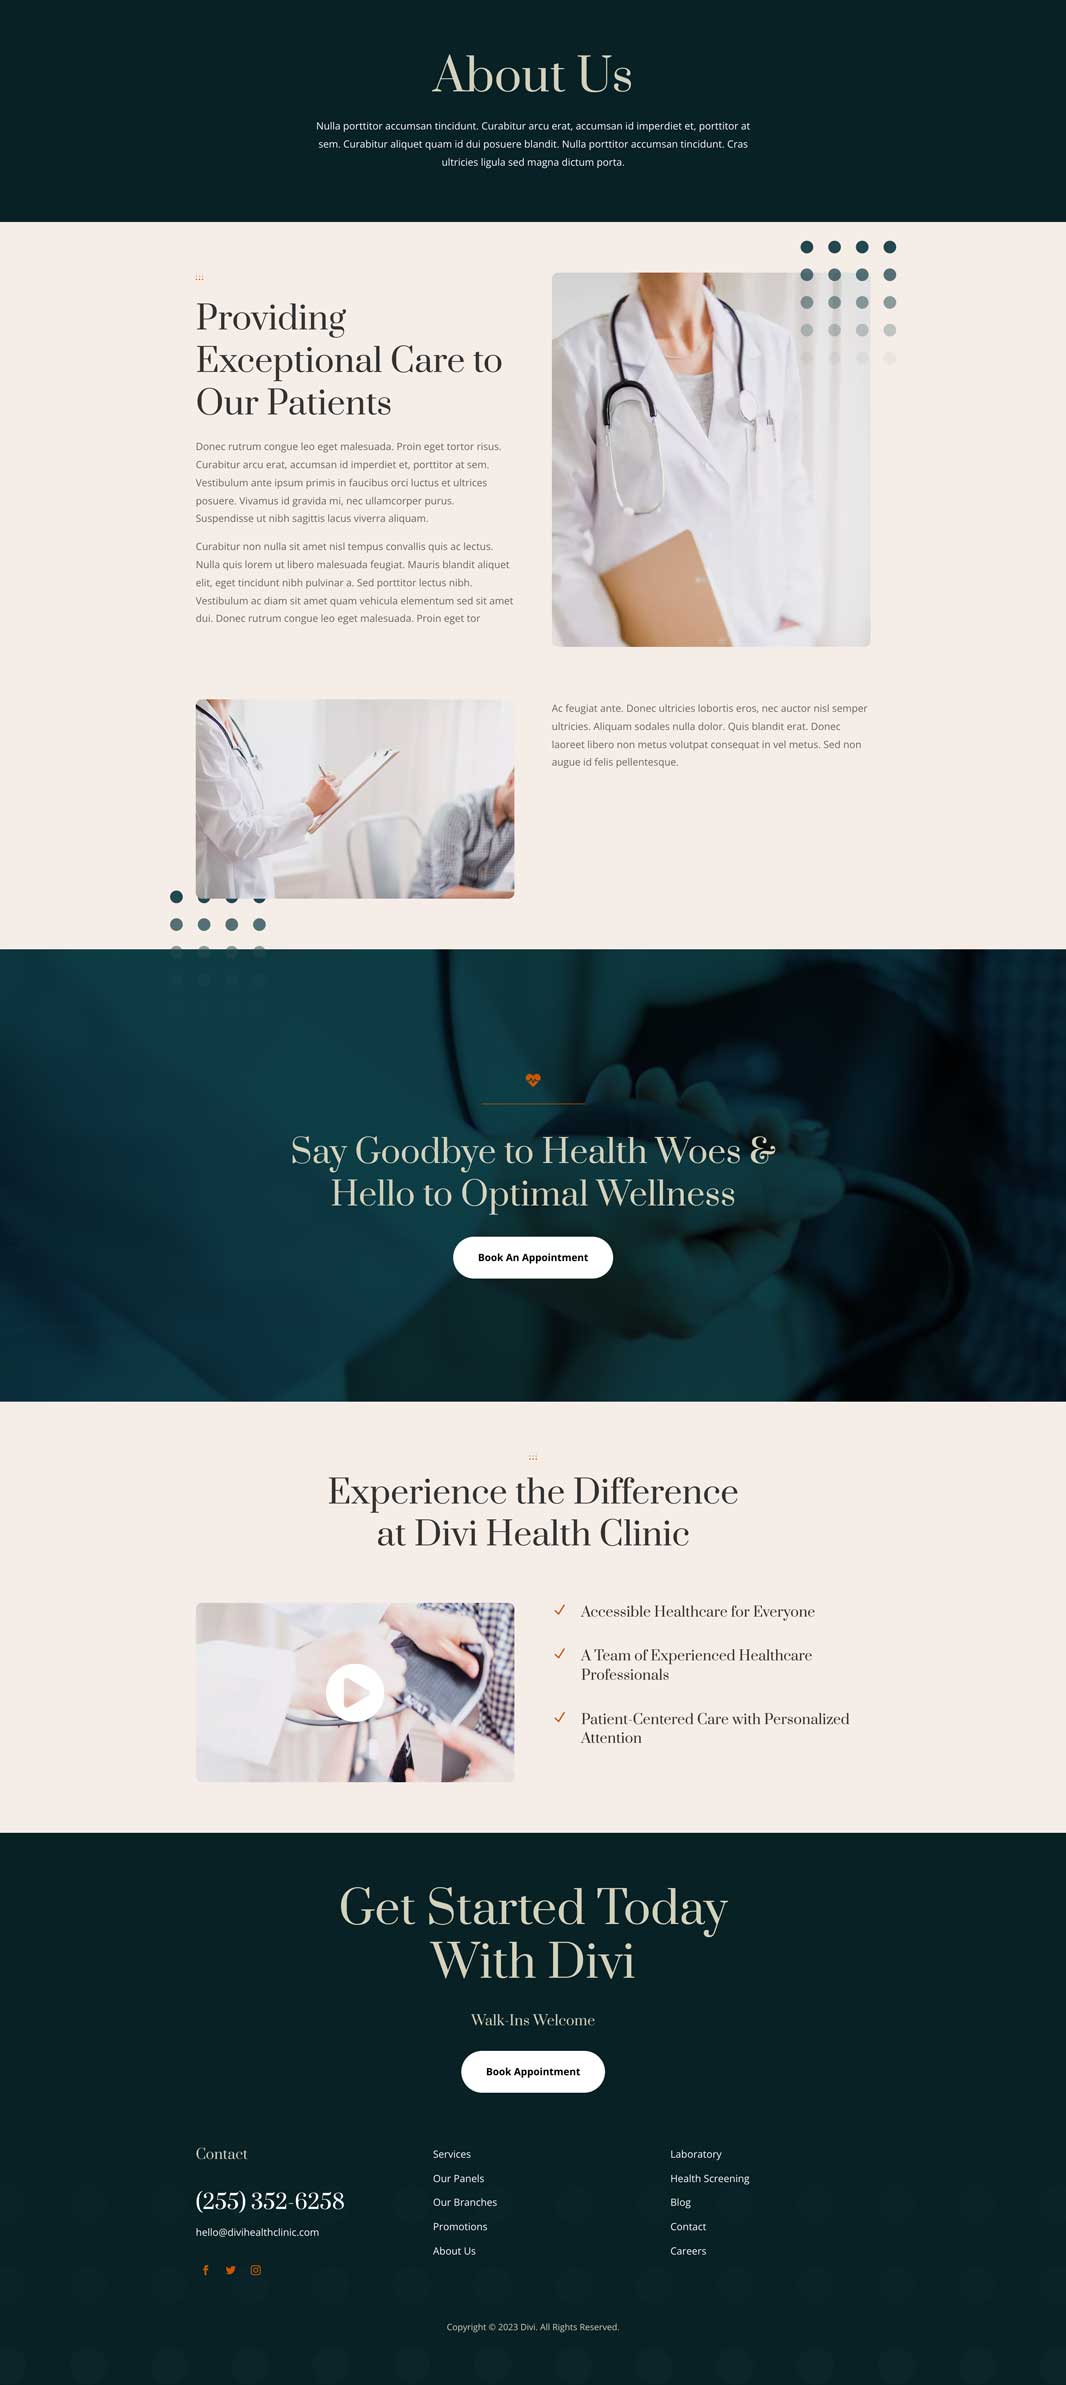 About Us
Nulla porttitor accumsan tincidunt. Curabitur arcu erat, accumsan id imperdiet et, porttitor at
sem. Curabitur aliquet quam id dui posuere blandit. Nulla porttitor accumsan tincidunt. Cras
ultricies ligula sed magna dictum porta.
Providing
Exceptional Care to
Our Patients
Donec rutrum congue leo eget malesuada. Proin eget tortor risus.
Curabitur arcu erat, accumsan id imperdiet et, porttitor at sem.
Vestibulum ante ipsum primis in faucibus orci luctus et ultrices
posuere. Vivamus id gravida mi, nec ullamcorper purus.
Suspendisse ut nibh sagittis lacus viverra aliquam.
Curabitur non nulla sit amet nisl tempus convallis quis ac lectus.
Nulla quis lorem ut libero malesuada feugiat. Mauris blandit aliquet
elit, eget tincidunt nibh pulvinar a. Sed porttitor lectus nibh.
Vestibulum ac diam sit amet quam vehicula elementum sed sit amet
dui. Donec rutrum congue leo eget malesuada. Proin eget tor
Ac feugiat ante. Donec ultricies lobortis eros, nec auctor nisl semper
ultricies. Aliquam sodales nulla dolor. Quis blandit erat. Donec
laoreet libero non metus volutpat consequat in vel metus. Sed non
augue id felis pellentesque.
Say Goodbye to Health Woes &
Hello to Optimal Wellness
Book An Appointment
Experience the Difference
at Divi Health Clinic
Accessible Healthcare for Everyone
A Team of Experienced Healthcare
Professionals
Patient-Centered Care with Personalized
Attention
Get Started Today
With Divi
Walk-Ins Welcome
Book Appointment
Contact
(255) 352-6258
hello@divihealthclinic.com
Services
Our Panels
Our Branches
Promotions
About Us
Laboratory
Health Screening
Blog
Contact
Careers
Copyright © 2023 Divi. All Rights Reserved.